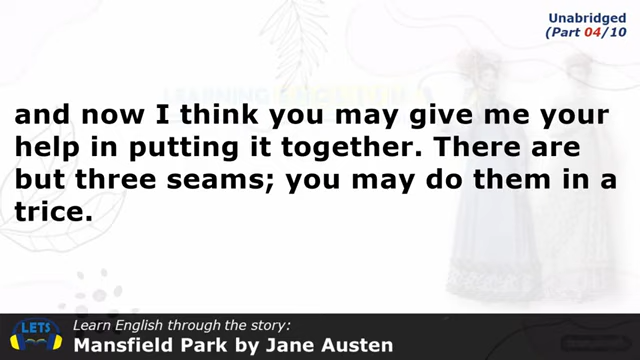 Unabridged
(Part 04/10
and now I think you may give me your
help in putting it together. There are
but three seams; you may do them in a
trice.
LETS
Learn English through the story:
Mansfield Park by Jane Austen